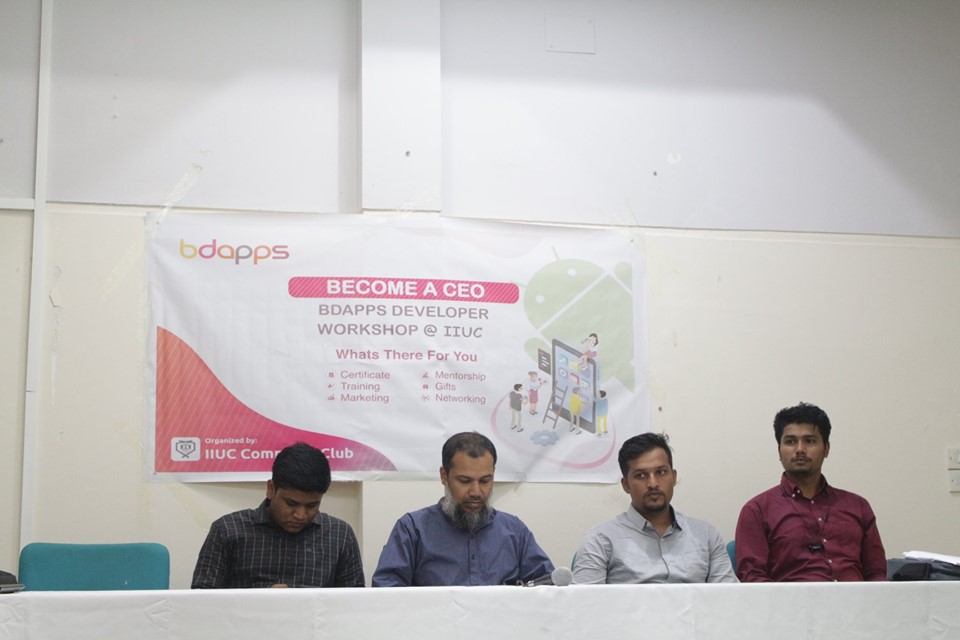 bdapps
BECOME A CEO
BDAPPS DEVELOPER
WORKSHOP @ IIUC
Whats There For You
Certificate
Training
Marketing
Mentorship
Gifts
Networking
Organized by:
IIUC Club